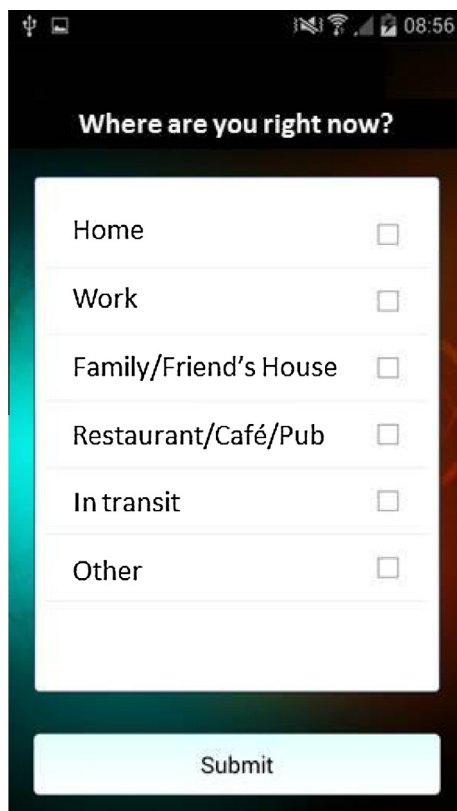 08:56
Where are you right now?
Home
Work
Family/Friend's House
Restaurant/Café/Pub
In transit
Other
Submit